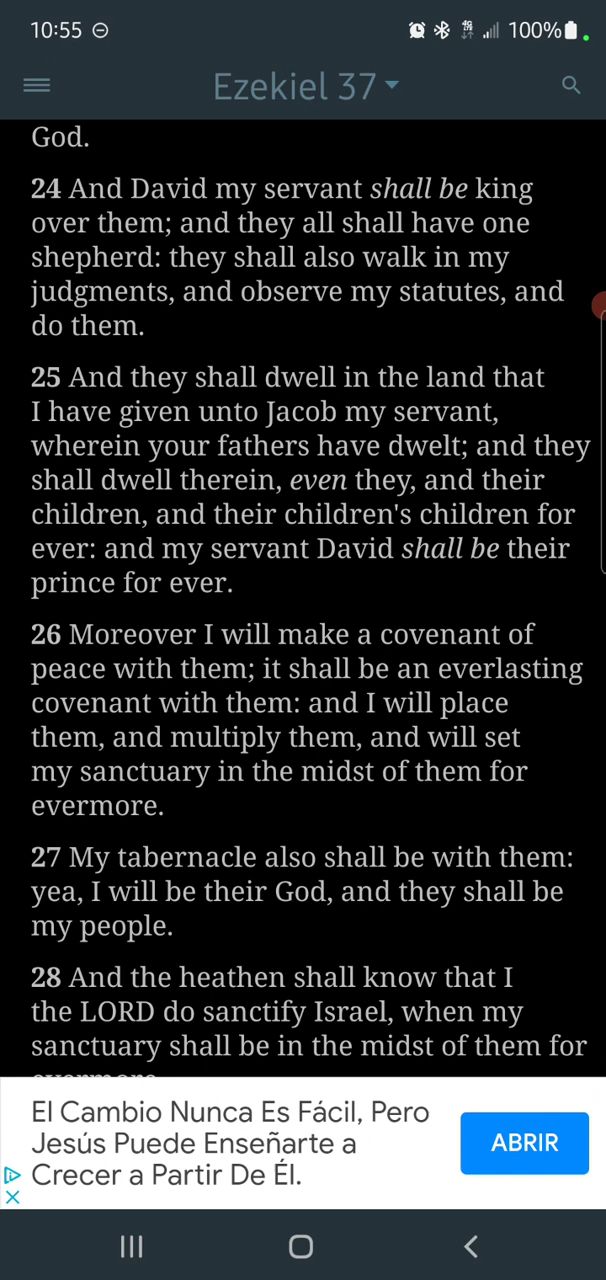 10:55
4G 100%
Ezekiel 37
God.
24 And David my servant shall be king
over them; and they all shall have one
shepherd: they shall also walk in my
judgments, and observe my statutes, and
do them.
25 And they shall dwell in the land that
I have given unto Jacob my servant,
wherein your fathers have dwelt; and they
shall dwell therein, even they, and their
children, and their children's children for
ever: and my servant David shall be their
prince for ever.
26 Moreover I will make a covenant of
peace with them; it shall be an everlasting
covenant with them: and I will place
them, and multiply them, and will set
my sanctuary in the midst of them for
evermore.
27 My tabernacle also shall be with them:
yea, I will be their God, and they shall be
my people.
28 And the heathen shall know that I
the LORD do sanctify Israel, when my
sanctuary shall be in the midst of them for
El Cambio Nunca Es Fácil, Pero
Jesús Puede Enseñarte a
Crecer a Partir De Él.
ABRIR